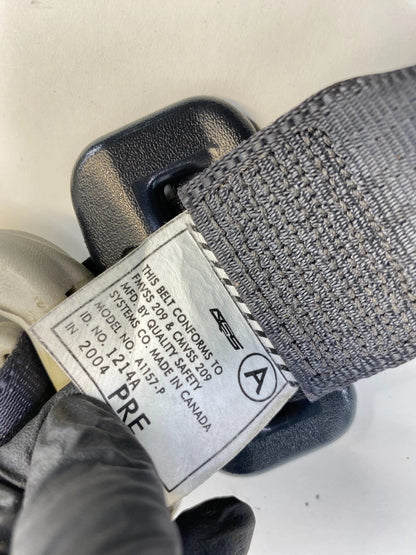 THIS BELT CONFORMS TO
FMVSS 209 & CMVSS 209
MFD. BY QUALITY SAFETY
SYSTEMS CO. MADE IN CANADA
MODEL NO. A1157-P
ID NO. 1214A
IN 2004
PRE
QSS
A